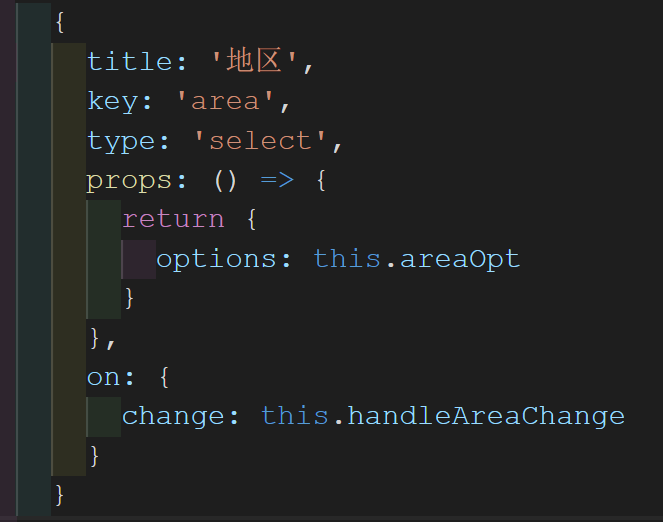 {
title: '地区',
key: 'area',
type: 'select',
props: () => {
return {
options: this.areaOpt
}
},
on: {
change: this.handleAreaChange
}
}